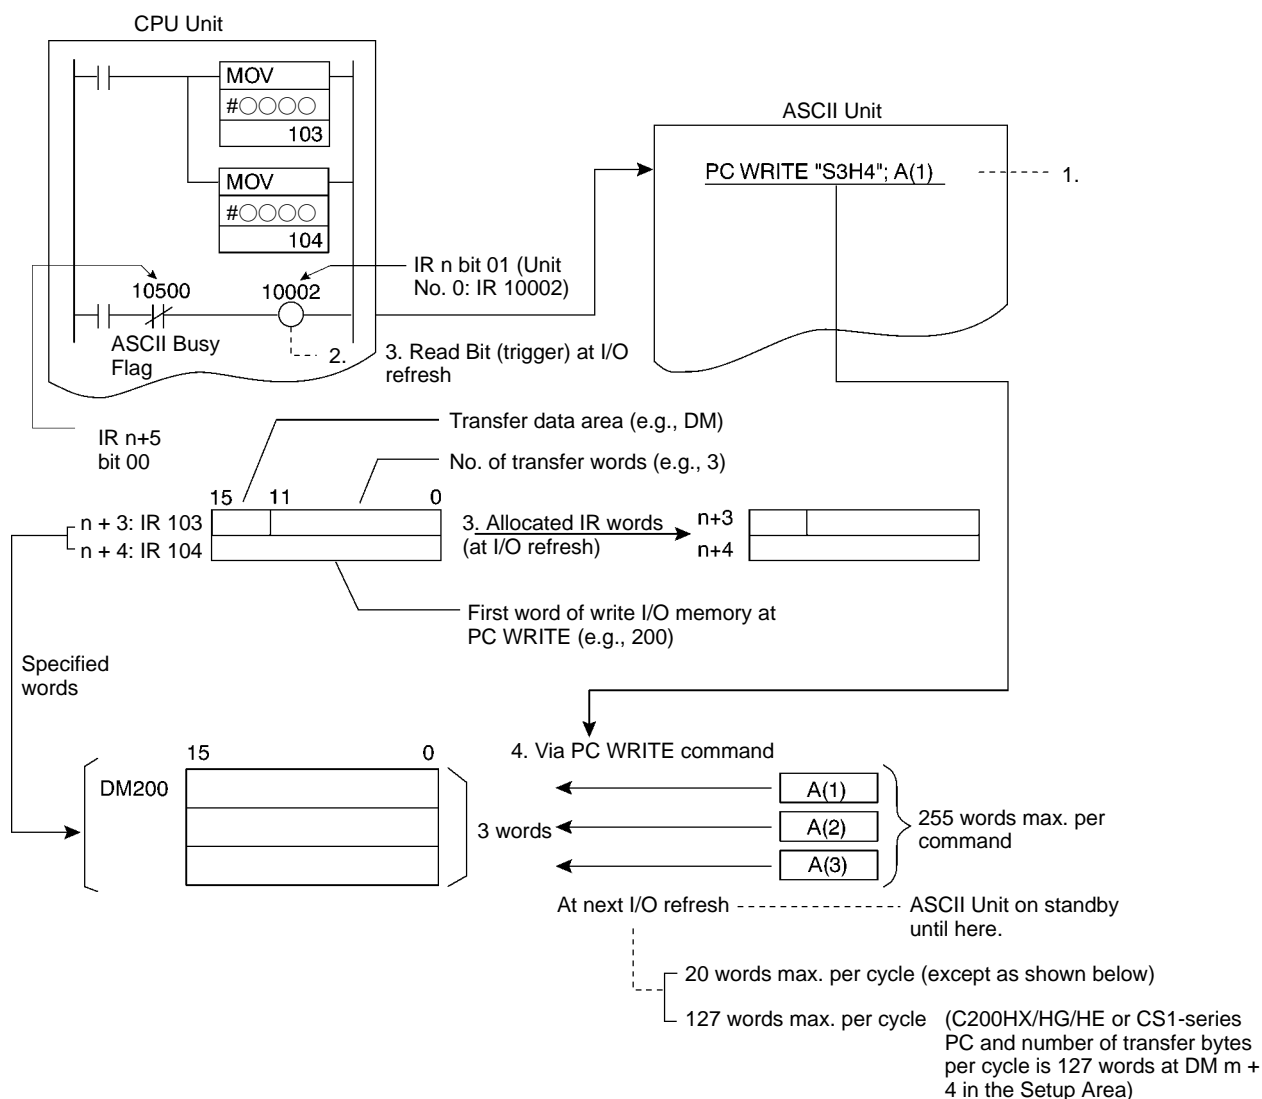 CPU Unit
MOV
#○○○○
103
MOV
#○○○○
104
ASCII Unit
PC WRITE "S3H4"; A(1)
1.
IR n bit 01 (Unit
No. 0: IR 10002)
10500
10002
ASCII Busy
Flag
2.
3. Read Bit (trigger) at I/O
refresh
IR n+5
bit 00
Transfer data area (e.g., DM)
No. of transfer words (e.g., 3)
15 11 0
n + 3: IR 103
n + 4: IR 104
3. Allocated IR words
(at I/O refresh)
n+3
n+4
First word of write I/O memory at
PC WRITE (e.g., 200)
Specified
words
15 0
DM200
3 words
4. Via PC WRITE command
A(1)
A(2)
A(3)
255 words max. per
command
At next I/O refresh
ASCII Unit on standby
until here.
20 words max. per cycle (except as shown below)
127 words max. per cycle (C200HX/HG/HE or CS1-series
PC and number of transfer bytes
per cycle is 127 words at DM m +
4 in the Setup Area)